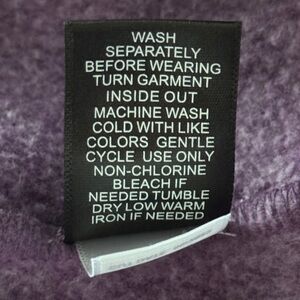 WASH
SEPARATELY
BEFORE WEARING
TURN GARMENT
INSIDE OUT
MACHINE WASH
COLD WITH LIKE
COLORS GENTLE
CYCLE USE ONLY
NON-CHLORINE
BLEACH IF
NEEDED TUMBLE
DRY LOW WARM
IRON IF NEEDED